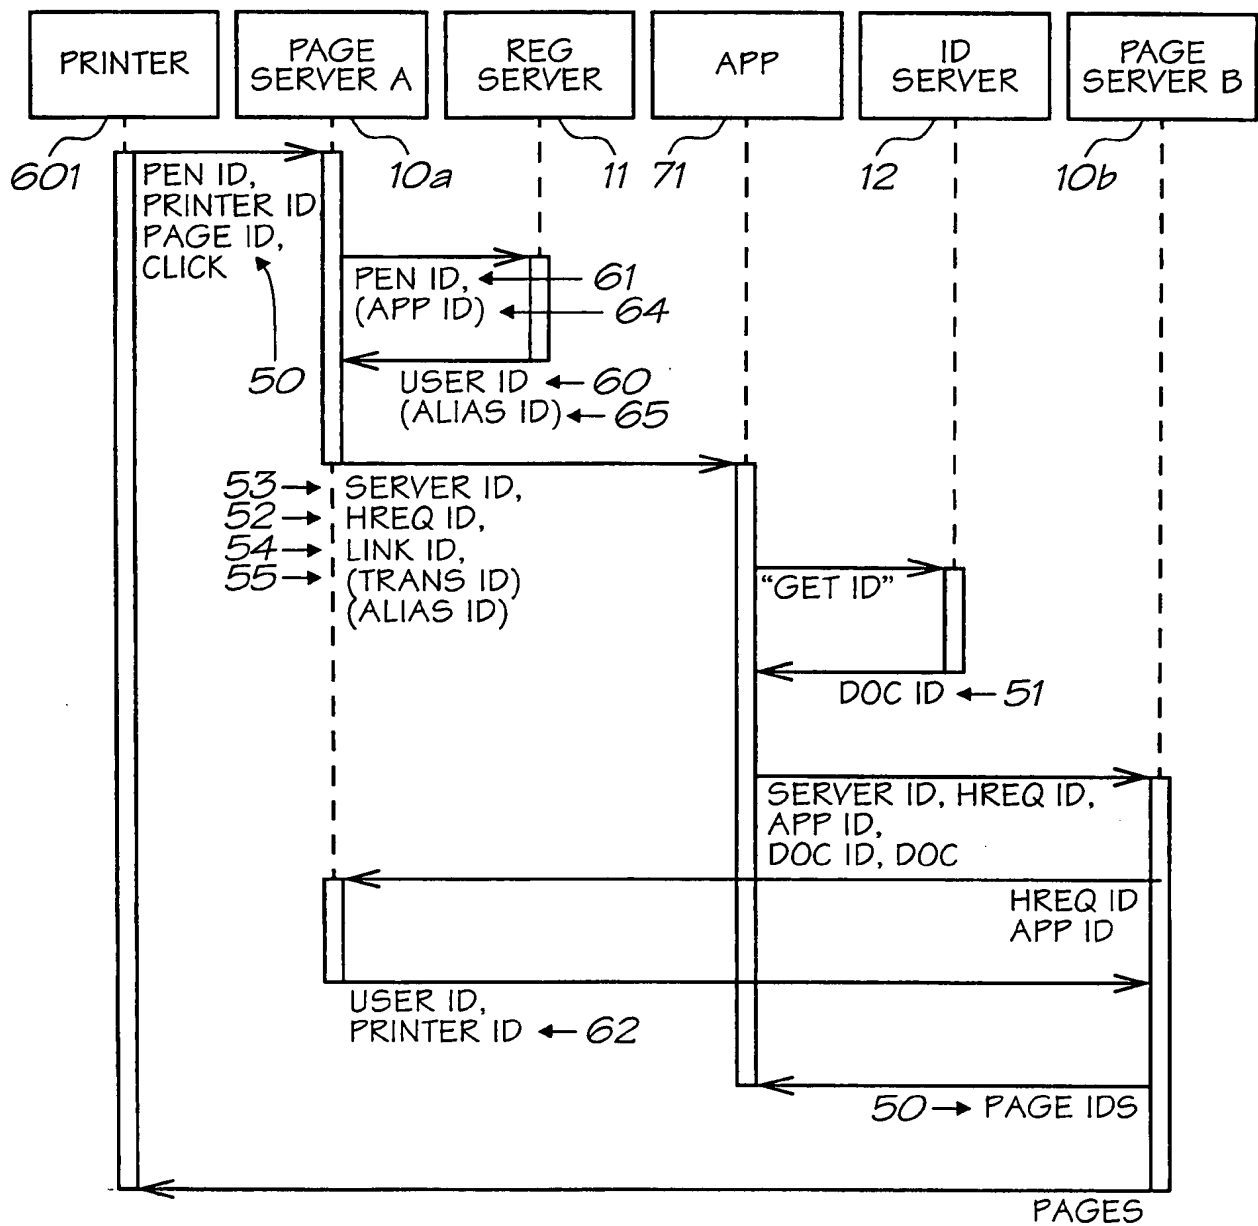 PRINTER
PAGE
SERVER A
REG
SERVER
APP
ID
SERVER
PAGE
SERVER B
601
10a
11
71
12
10b
PEN ID,
PRINTER ID
PAGE ID,
CLICK
50
PEN ID,
61
(APP ID)
64
USER ID
60
(ALIAS ID)
65
53
SERVER ID,
52
HREQ ID,
54
LINK ID,
55
(TRANS ID)
(ALIAS ID)
“GET ID”
DOC ID
51
SERVER ID, HREQ ID,
APP ID,
DOC ID, DOC
HREQ ID
APP ID
USER ID,
PRINTER ID
62
50
PAGE IDS
PAGES